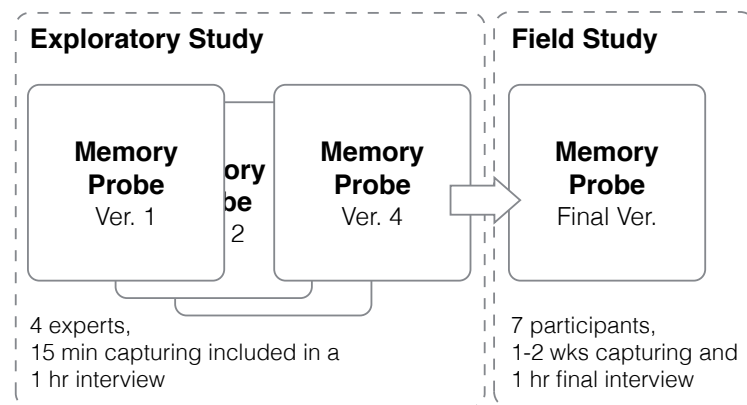 Exploratory Study
Memory
Probe
Ver. 1
ory
be
2
Memory
Probe
Ver. 4
4 experts,
15 min capturing included in a
1 hr interview
Field Study
Memory
Probe
Final Ver.
7 participants,
1-2 wks capturing and
1 hr final interview